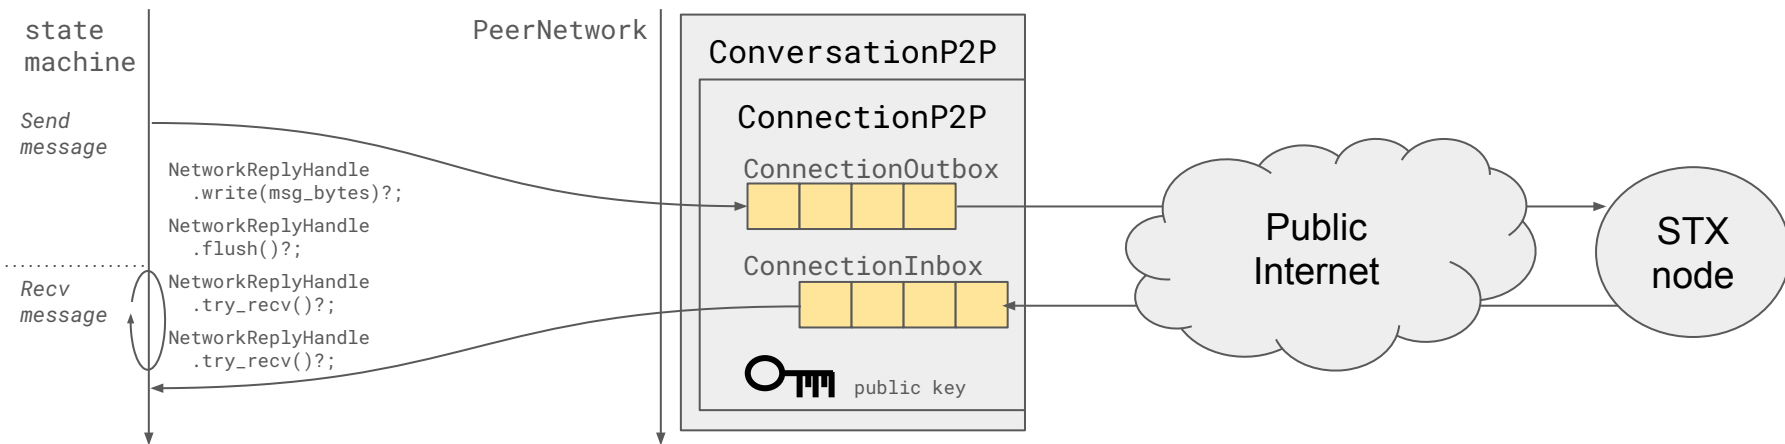 state
machine
PeerNetwork
ConversationP2P
ConnectionP2P
Send
message
NetworkReplyHandle
.write(msg_bytes)?;
NetworkReplyHandle
.flush()?;
ConnectionOutbox
Public
Internet
STX
node
Recv
message
NetworkReplyHandle
.try_recv()?;
NetworkReplyHandle
.try_recv()?;
ConnectionInbox
public key